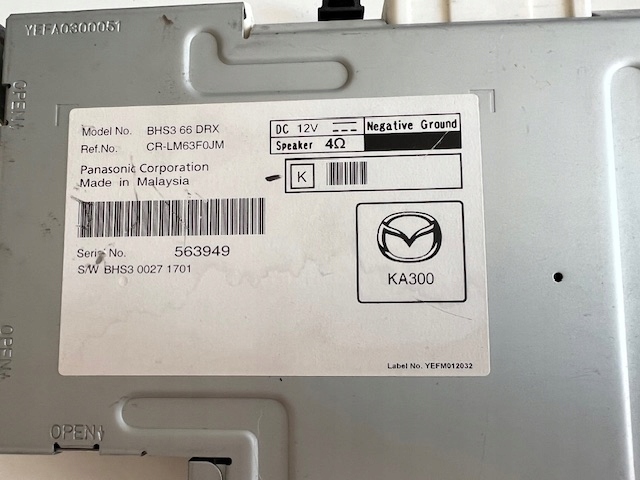 YEFA0300051
OPEN
Model No. BHS3 66 DRX
Ref.No. CR-LM63F0JM
Panasonic Corporation
Made in Malaysia
DC 12V
Negative Ground
Speaker 4Ω
K
Serial No. 563949
S/W BHS3 0027 1701
KA300
Label No. YEFM012032
OPEN
OPEN